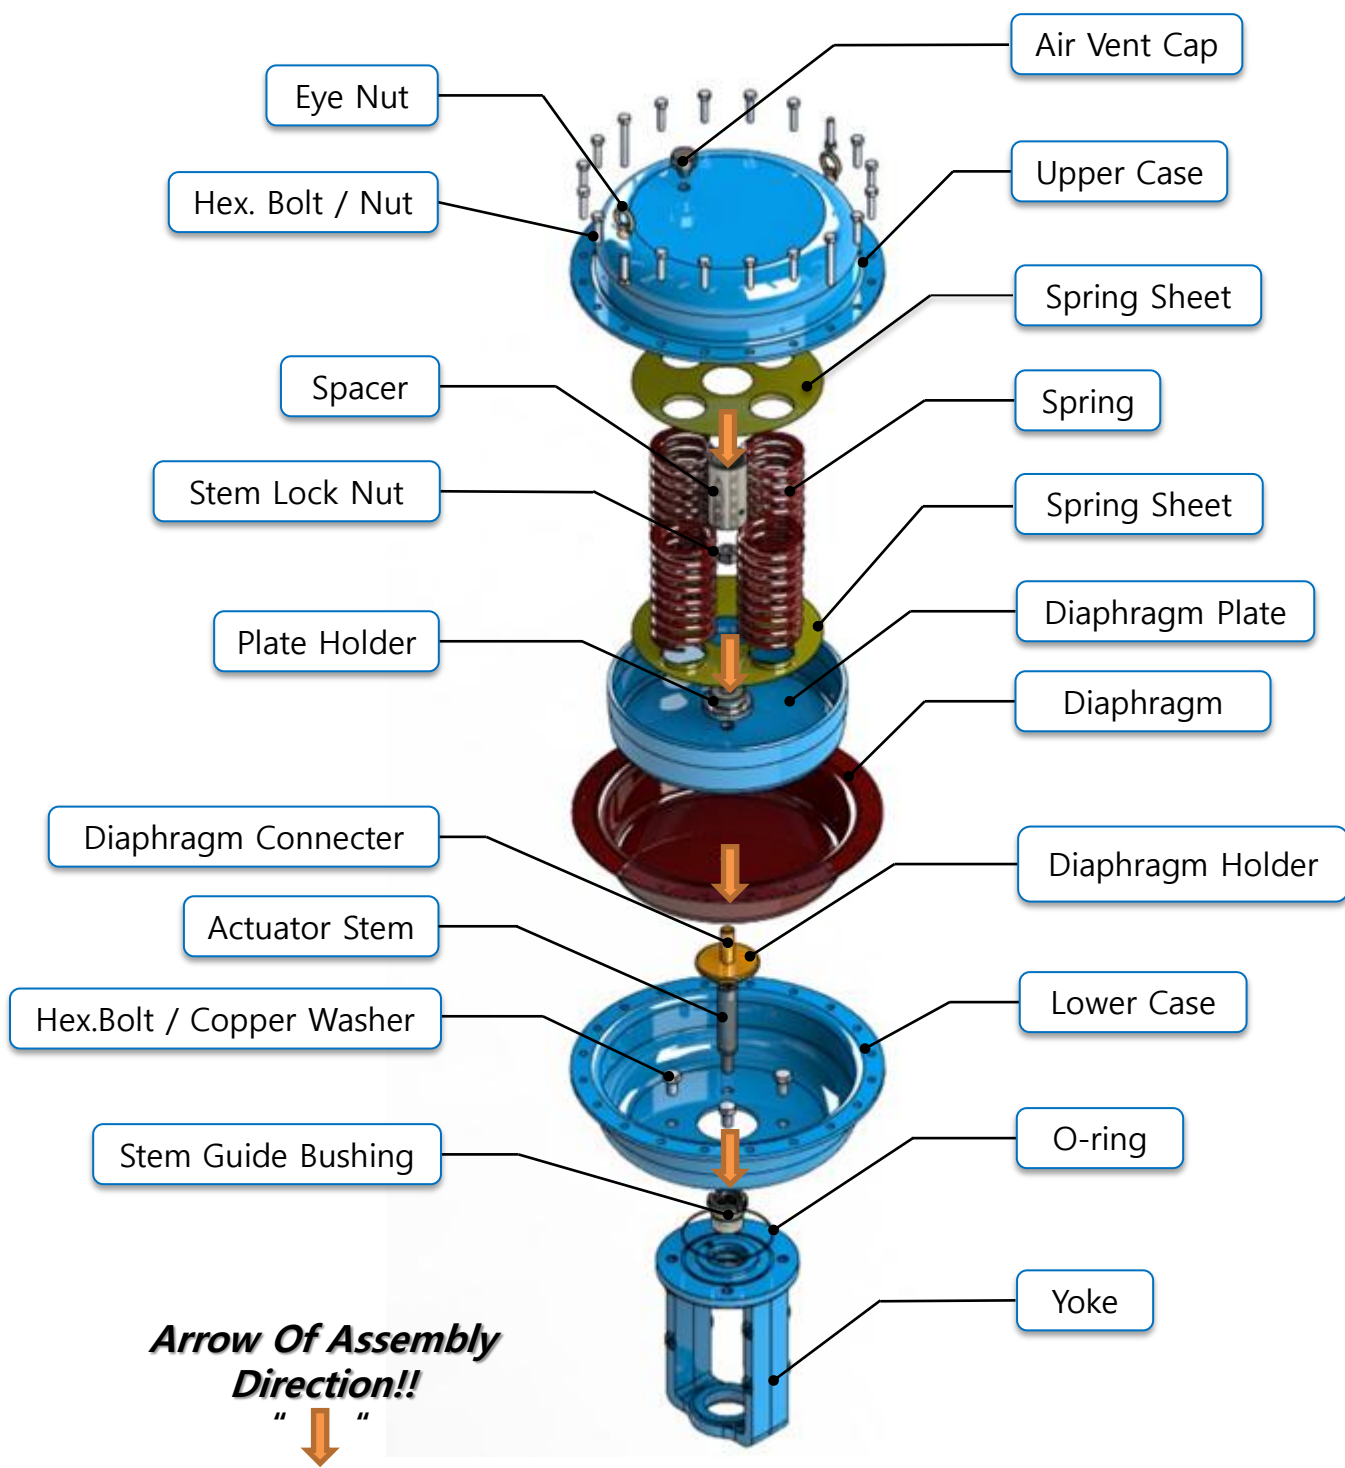 Air Vent Cap
Eye Nut
Upper Case
Hex. Bolt / Nut
Spring Sheet
Spacer
Spring
Stem Lock Nut
Spring Sheet
Diaphragm Plate
Plate Holder
Diaphragm
Diaphragm Connecter
Diaphragm Holder
Actuator Stem
Lower Case
Hex.Bolt / Copper Washer
O-ring
Stem Guide Bushing
Yoke
Arrow Of Assembly
Direction!!
“ “